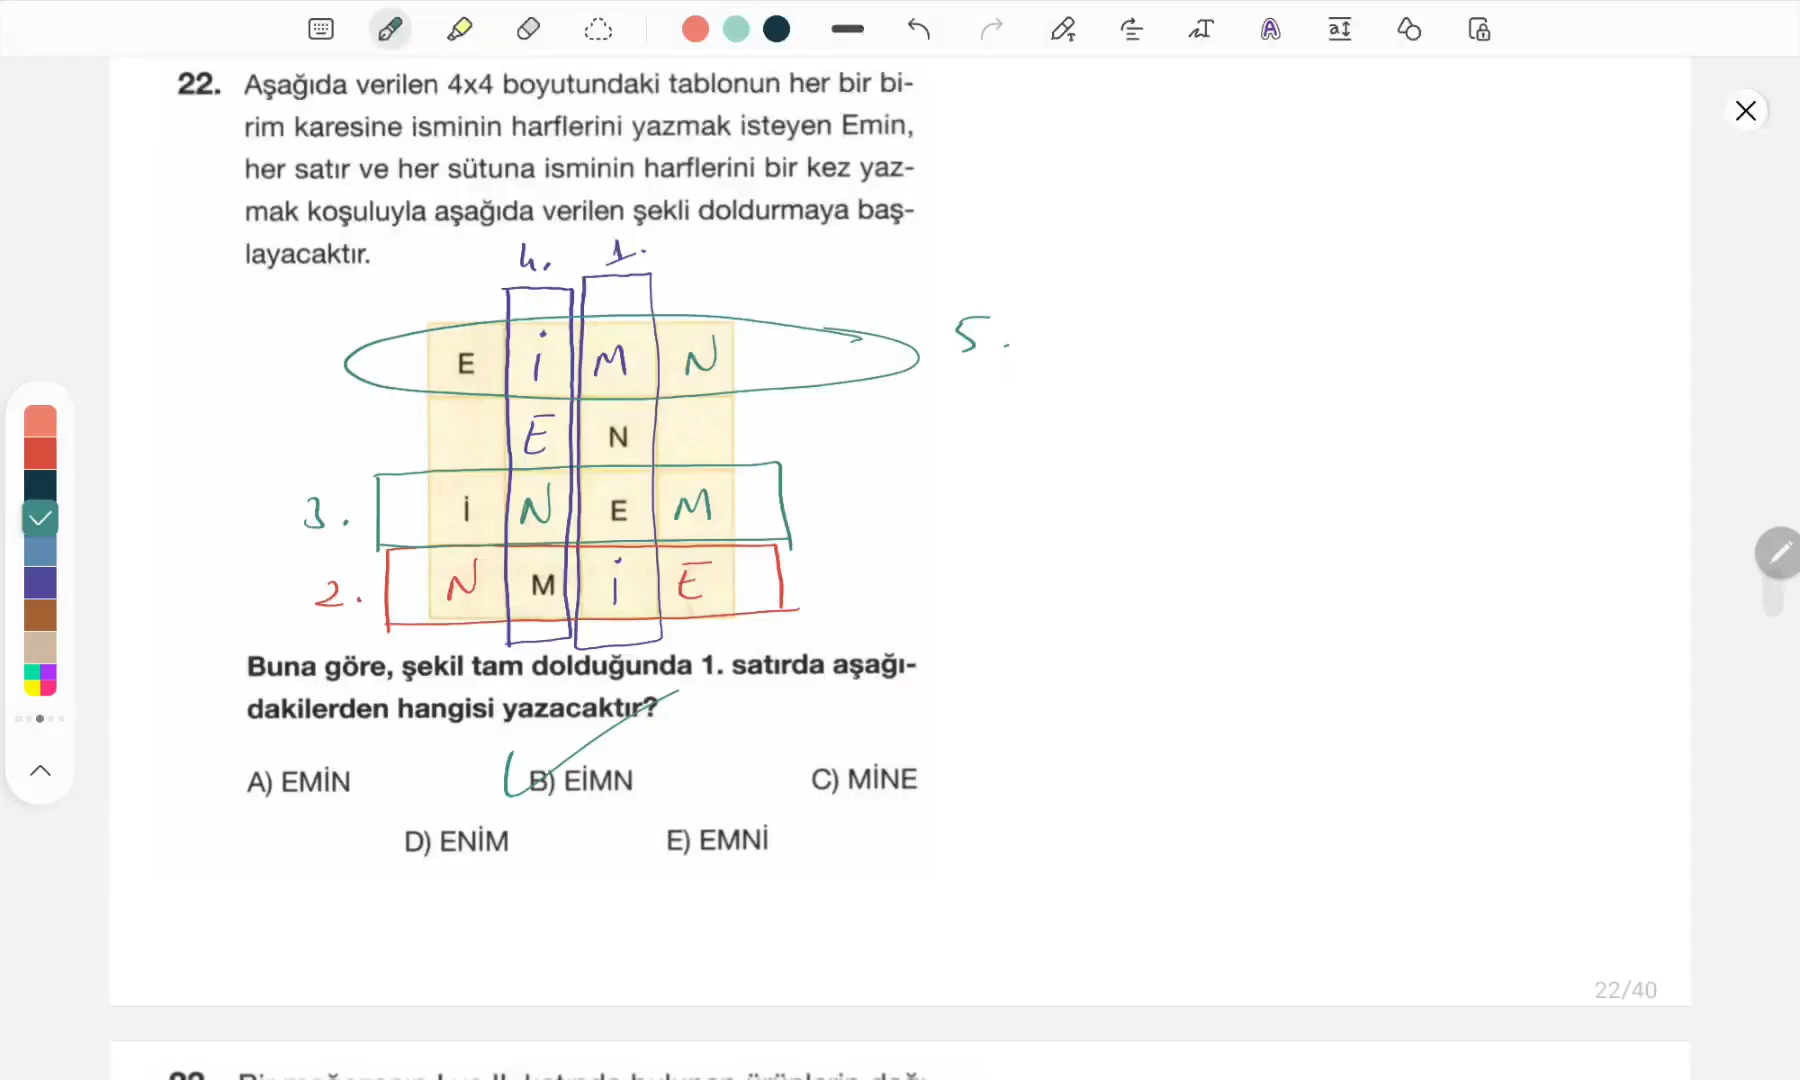 22. Aşağıda verilen 4x4 boyutundaki tablonun her bir bi-
rim karesine isminin harflerini yazmak isteyen Emin,
her satır ve her sütuna isminin harflerini bir kez yaz-
mak koşuluyla aşağıda verilen şekli doldurmaya baş-
layacaktır.
4. 1.
E İ M N 5.
E N
3. İ N E M
2. N M İ E
Buna göre, şekil tam dolduğunda 1. satırda aşağı-
dakilerden hangisi yazacaktır?
A) EMİN B) EİMN C) MİNE
D) ENİM E) EMNİ
22/40